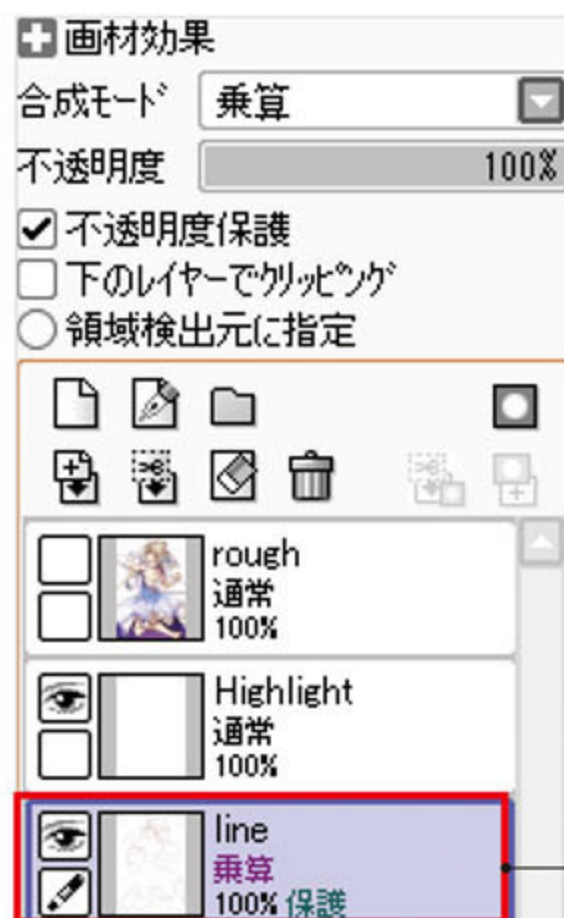 画材効果
合成モード 乗算
不透明度 100%
不透明度保護
下のレイヤーでクリッピング
領域検出元に指定
rough
通常
100%
Highlight
通常
100%
line
乗算
100% 保護